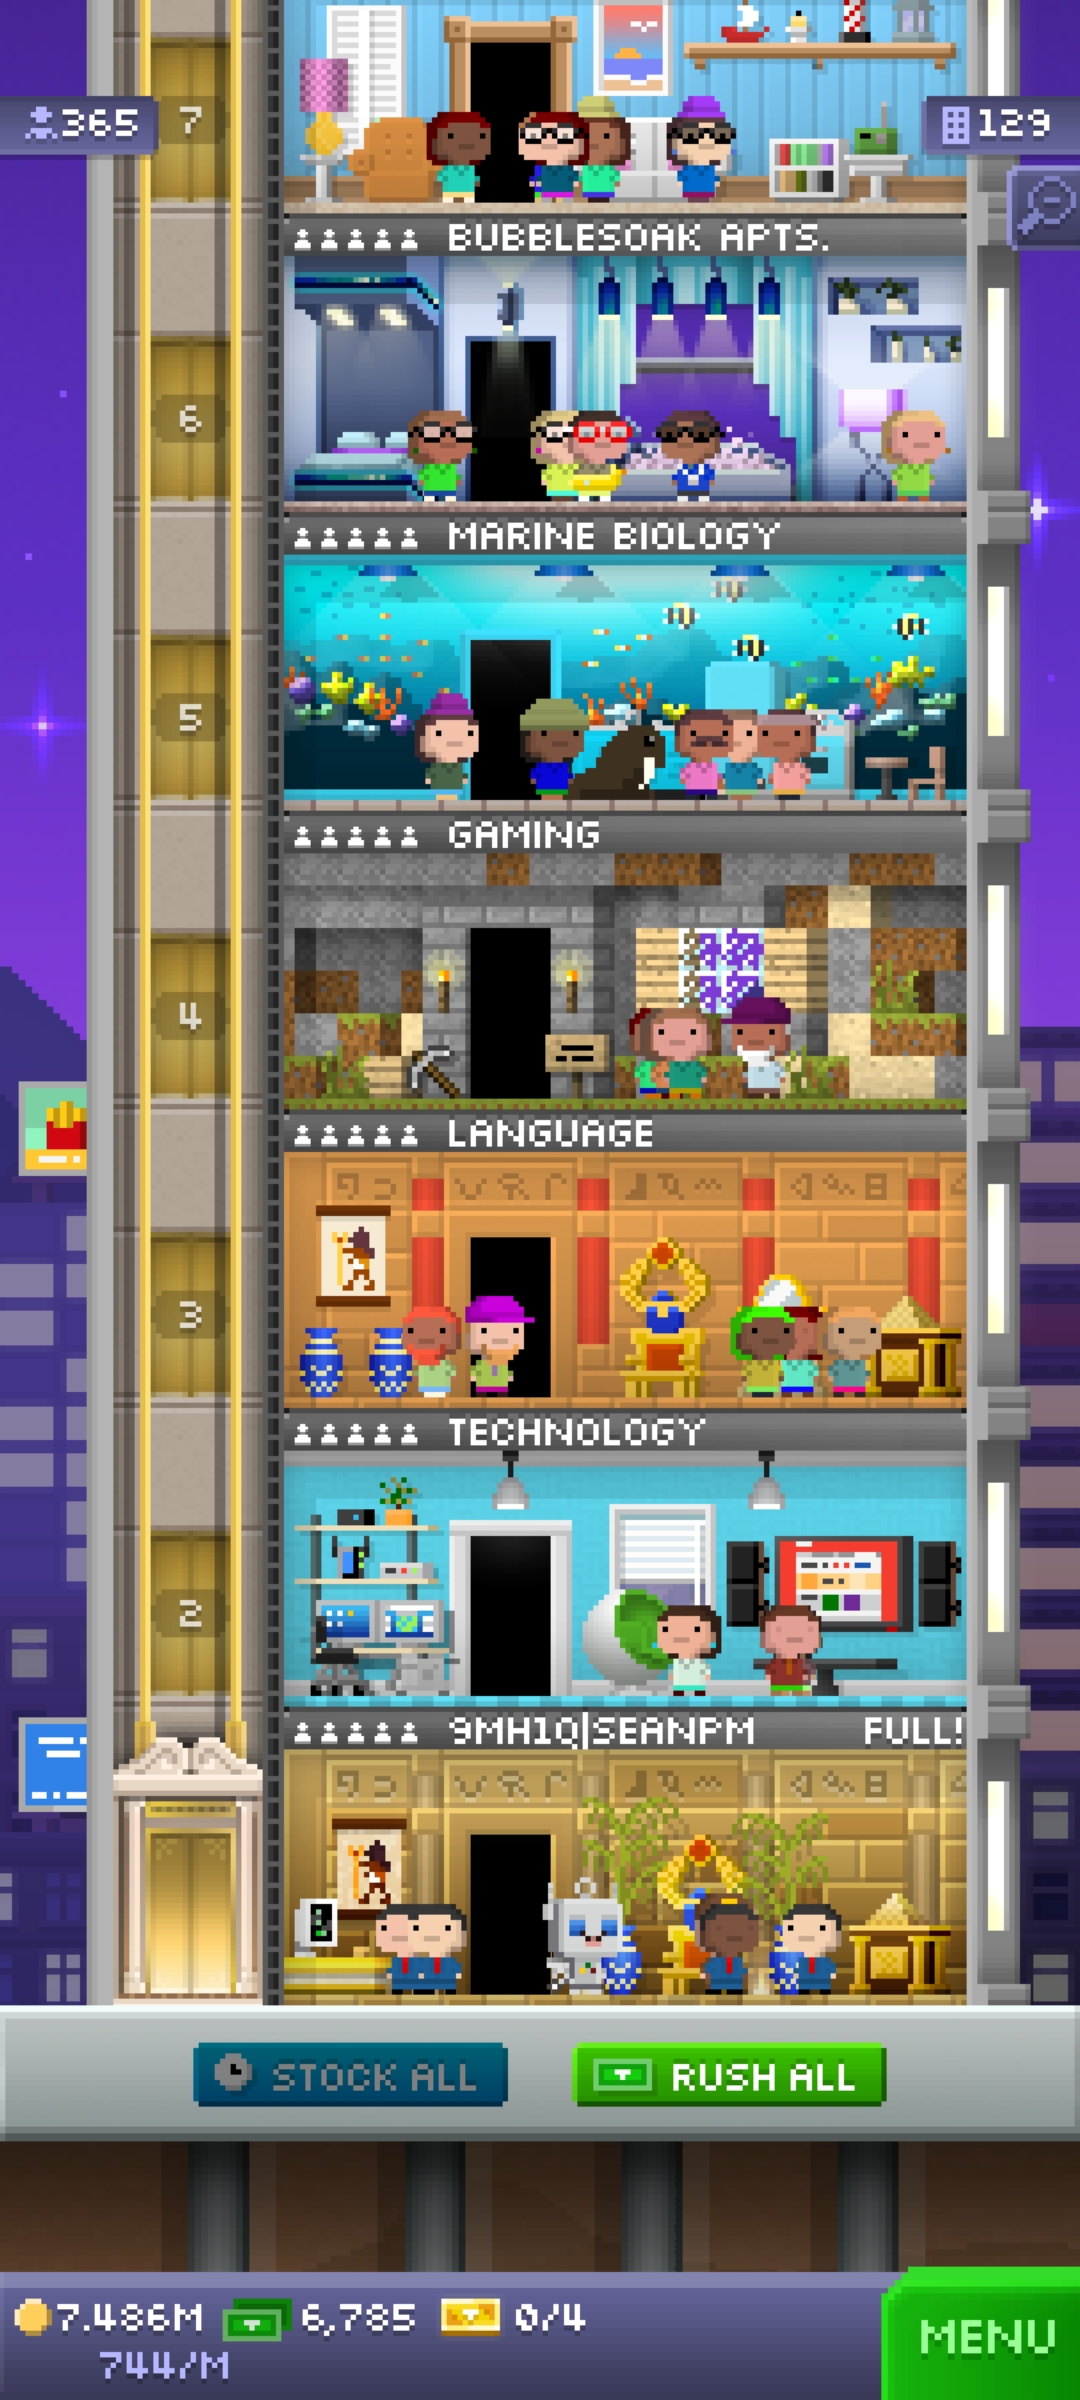 365
7
129
BUBBLESOAK APTS.
6
MARINE BIOLOGY
5
GAMING
4
LANGUAGE
3
TECHNOLOGY
2
9MH1Q|SEANPM FULL!
STOCK ALL
RUSH ALL
7.486M 6,785 0/4
744/M
MENU